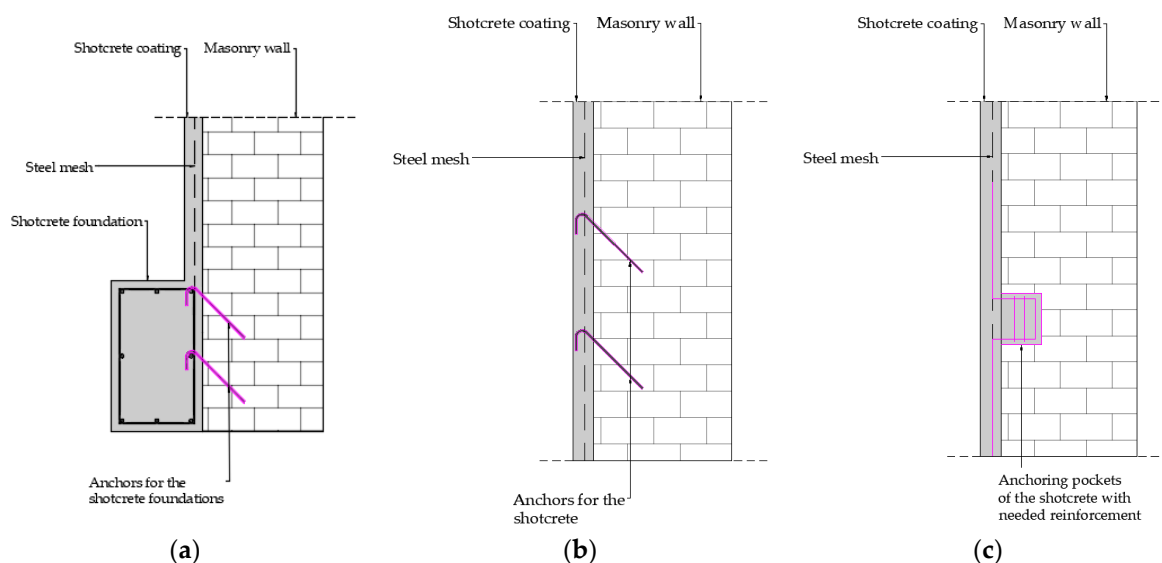 Shotcrete coating
Masonry wall
Steel mesh
Shotcrete foundation
Anchors for the
shotcrete foundations
(a)
Shotcrete coating
Masonry wall
Steel mesh
Anchors for the
shotcrete
(b)
Shotcrete coating
Masonry wall
Steel mesh
Anchoring pockets
of the shotcrete with
needed reinforcement
(c)